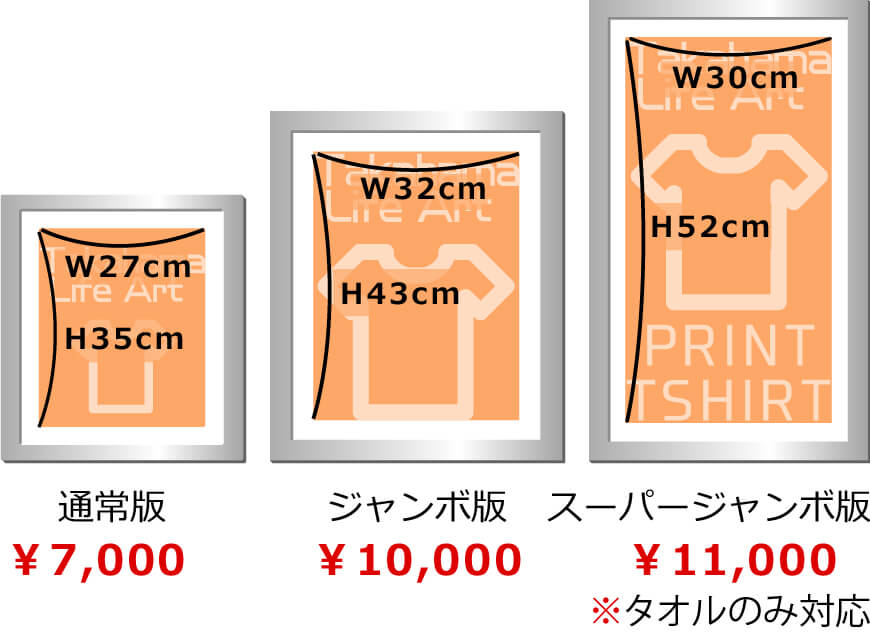 Takahama
Life Art
W27cm
H35cm
通常版
￥7,000
Takahama
Life Art
W32cm
H43cm
ジャンボ版
￥10,000
Takahama
Life Art
W30cm
H52cm
PRINT
TSHIRT
スーパージャンボ版
￥11,000
※タオルのみ対応